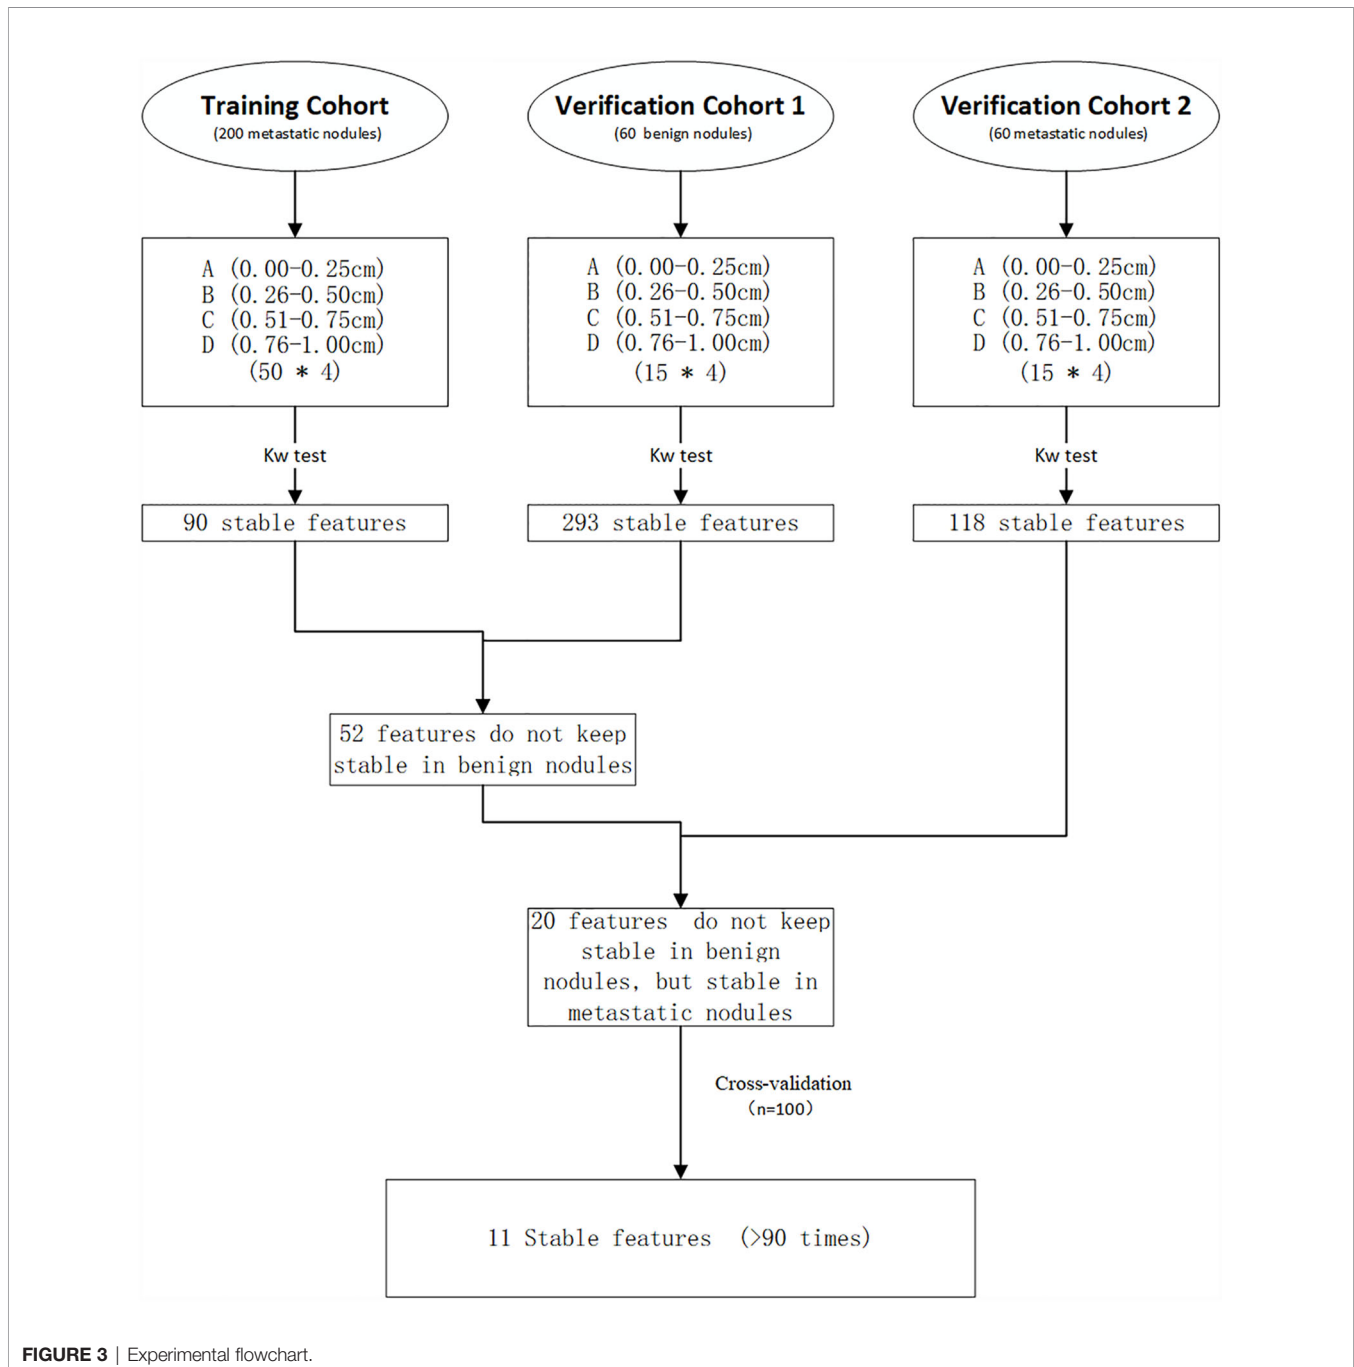 Training Cohort
(200 metastatic nodules)
Verification Cohort 1
(60 benign nodules)
Verification Cohort 2
(60 metastatic nodules)
A (0.00-0.25cm)
B (0.26-0.50cm)
C (0.51-0.75cm)
D (0.76-1.00cm)
(50 * 4)
A (0.00-0.25cm)
B (0.26-0.50cm)
C (0.51-0.75cm)
D (0.76-1.00cm)
(15 * 4)
A (0.00-0.25cm)
B (0.26-0.50cm)
C (0.51-0.75cm)
D (0.76-1.00cm)
(15 * 4)
Kw test
Kw test
Kw test
90 stable features
293 stable features
118 stable features
52 features do not keep
stable in benign nodules
20 features do not keep
stable in benign
nodules, but stable in
metastatic nodules
Cross-validation
(n=100)
11 Stable features (>90 times)
FIGURE 3 | Experimental flowchart.